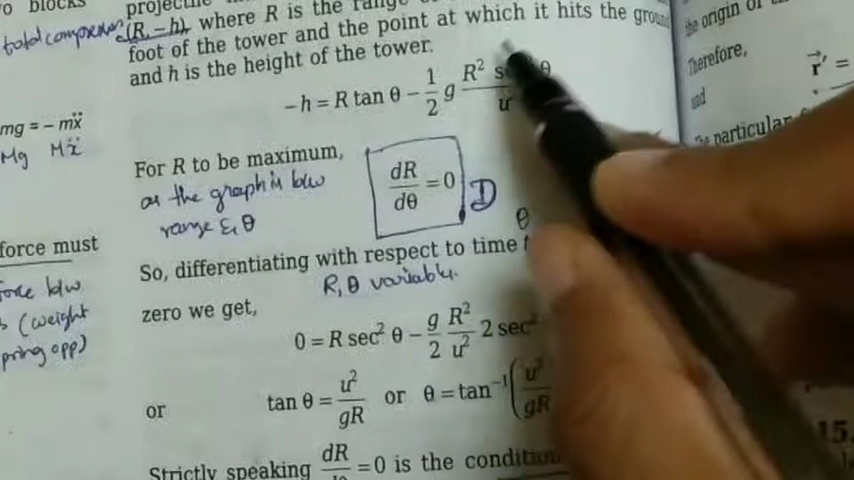 o blocks
projectile
total component (R, –h), where R is the range
foot of the tower and the point at which it hits the ground
and h is the height of the tower.
-h = R tan θ - 1/2 g R² θ / u
mg = - mẍ
Mg Mẍ
For R to be maximum,
as the graph is b/w
range & θ
dR/dθ = 0 D
θ
force must
So, differentiating with respect to time
R, θ variable.
zero we get,
b/w
(weight
opp)
0 = R sec² θ - g/2 R²/u² 2 sec²
or tan θ = u²/gR or θ = tan⁻¹(u²/gR
Strictly speaking dR/dθ = 0 is the condition
the origin of
Therefore,
r⃗' =
and
particular
15.